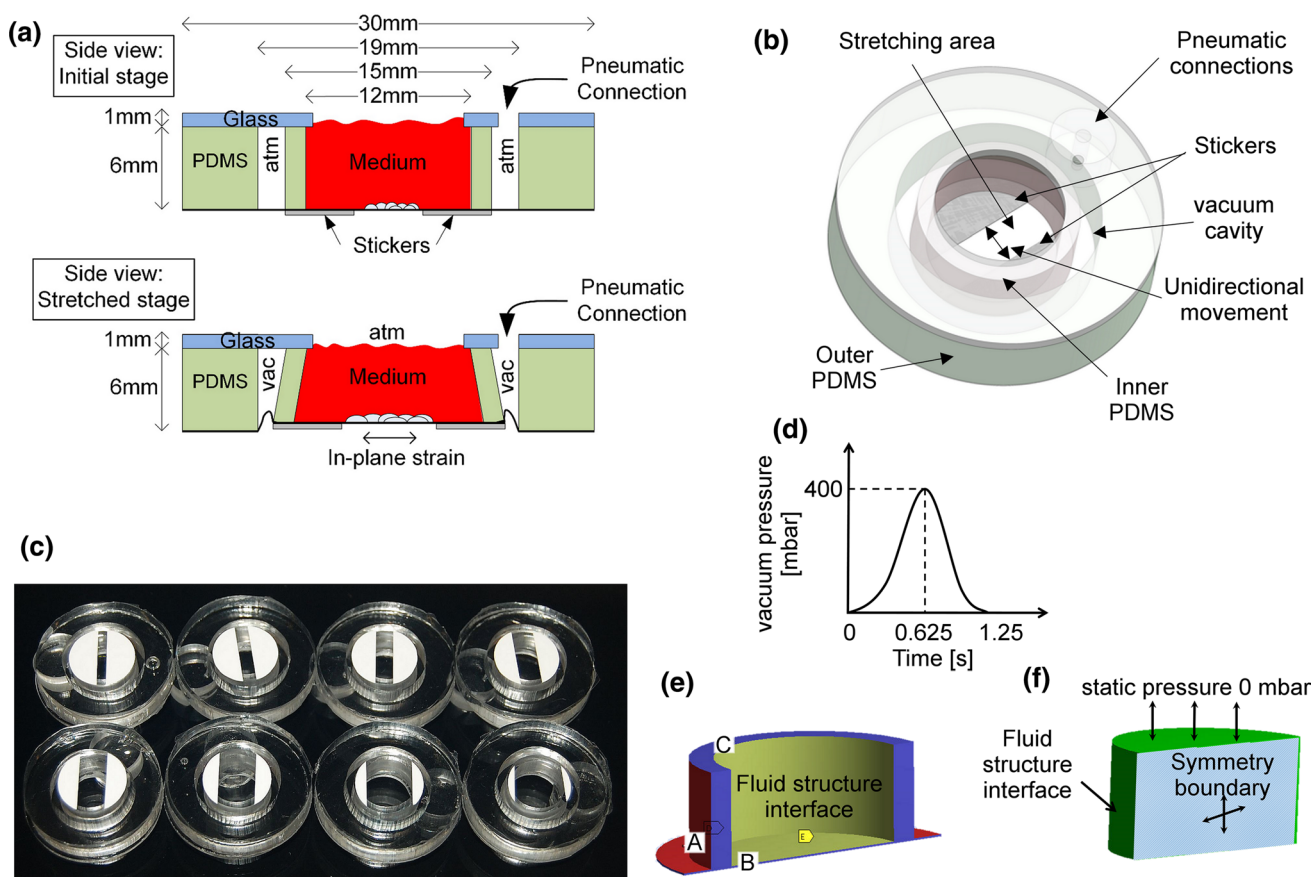 (a)
Side view:
Initial stage
30mm
19mm
15mm
12mm
Pneumatic
Connection
1mm
Glass
6mm
PDMS
atm
Medium
atm
Stickers
Side view:
Stretched stage
Pneumatic
Connection
1mm
Glass
atm
6mm
PDMS
vac
Medium
vac
In-plane strain
(b)
Stretching area
Pneumatic
connections
Stickers
vacuum
cavity
Unidirectional
movement
Outer
PDMS
Inner
PDMS
(c)
(d)
vacuum pressure
[mbar]
400
0
0.625
1.25
Time [s]
(e)
C
Fluid structure
interface
E
A
B
(f)
static pressure 0 mbar
Fluid
structure
interface
Symmetry
boundary